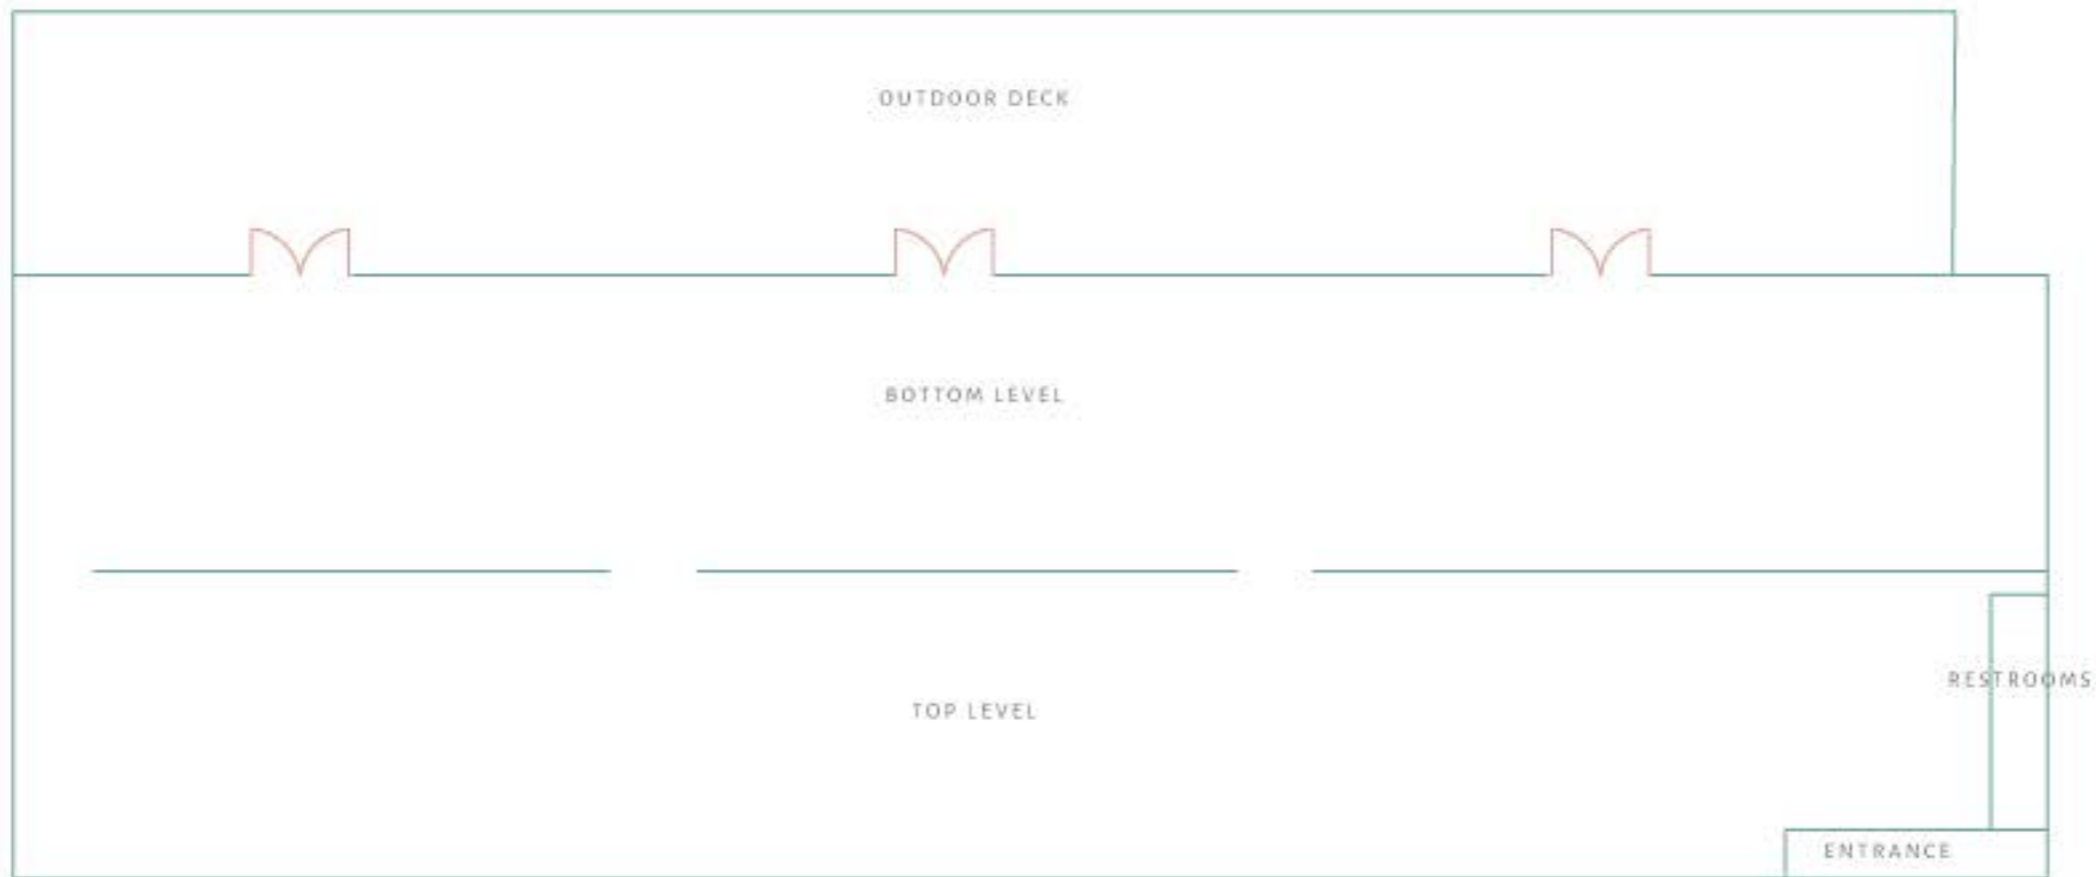 OUTDOOR DECK
BOTTOM LEVEL
RESTROOMS
TOP LEVEL
ENTRANCE